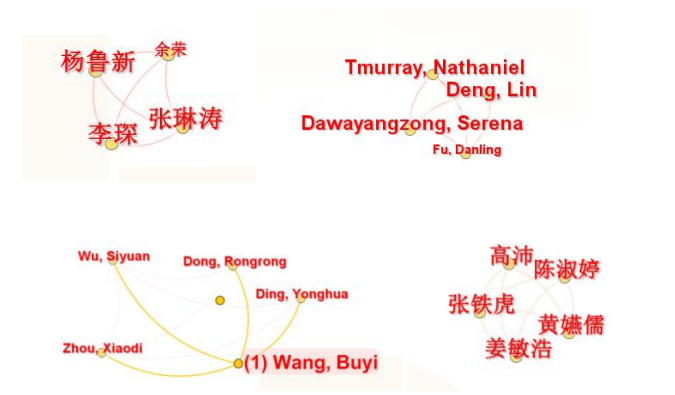 余荣
杨鲁新
张琳涛
李琛
Tmurray, Nathaniel
Deng, Lin
Dawayangzong, Serena
Fu, Danling
Wu, Siyuan
Dong, Rongrong
Ding, Yonghua
Zhou, Xiaodi
(1) Wang, Buyi
高沛
陈淑婷
张铁虎
黄嬿儒
姜敏浩